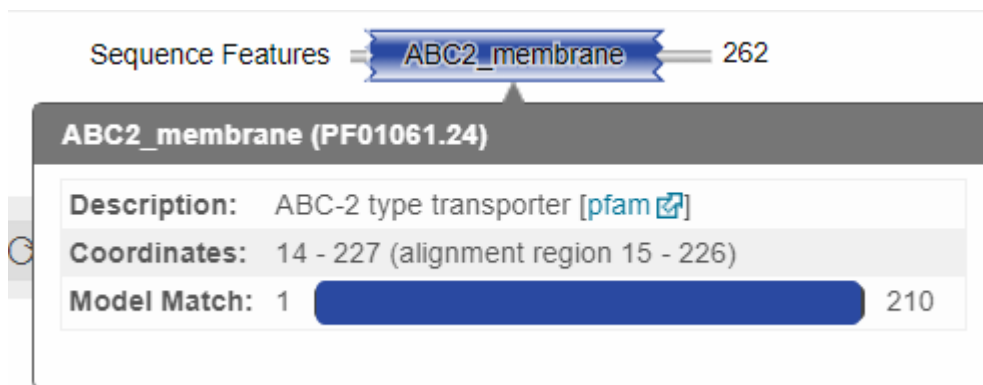 Sequence Features ABC2_membrane 262
ABC2_membrane (PF01061.24)
Description: ABC-2 type transporter [pfam]
Coordinates: 14 - 227 (alignment region 15 - 226)
Model Match: 1 210